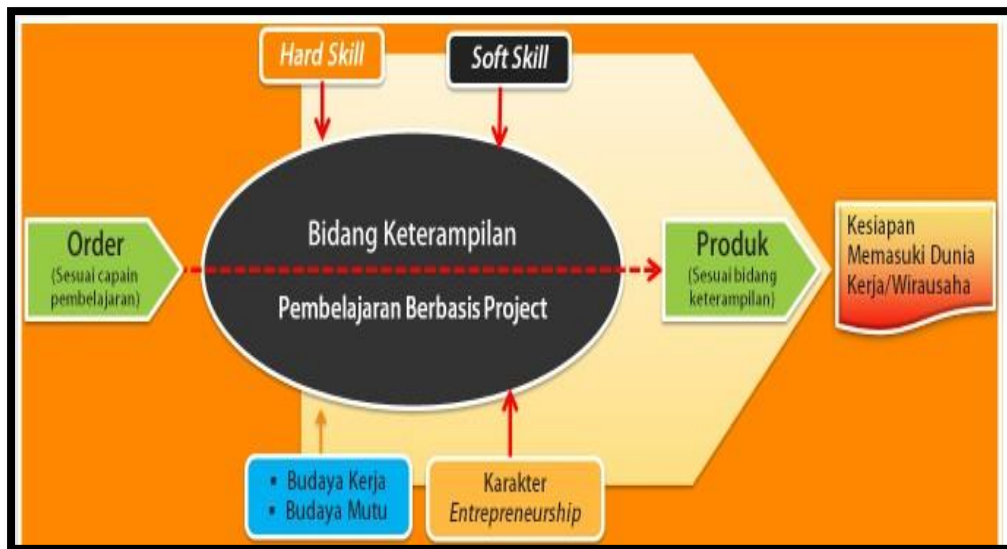 Hard Skill
Soft Skill
Order
(Sesuai capain
pembelajaran)
Bidang Keterampilan
Pembelajaran Berbasis Project
Produk
(Sesuai bidang
keterampilan)
Kesiapan
Memasuki Dunia
Kerja/Wirausaha
▪ Budaya Kerja
▪ Budaya Mutu
Karakter
Entrepreneurship